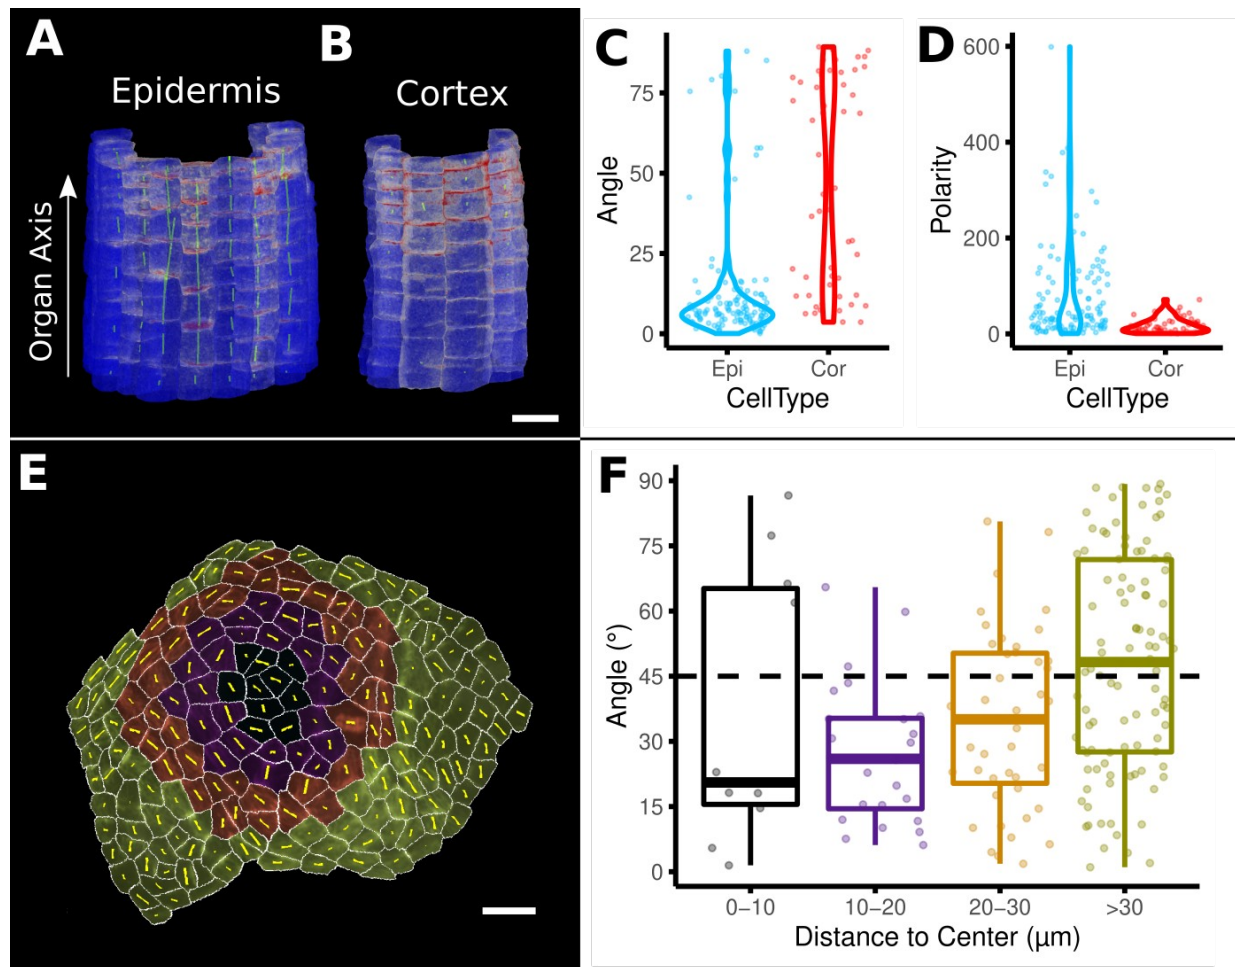 A
Epidermis
B
Cortex
Organ Axis
C
Angle
75
50
25
0
Epi
Cor
CellType
D
Polarity
600
400
200
0
Epi
Cor
CellType
E
F
Angle (°)
90
75
60
45
30
15
0
0–10
10–20
20–30
>30
Distance to Center (µm)